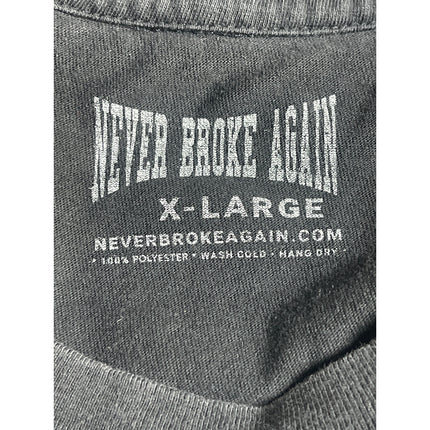 NEVER BROKE AGAIN
X-LARGE
NEVERBROKEAGAIN.COM
• 100% POLYESTER • WASH COLD • HANG DRY •